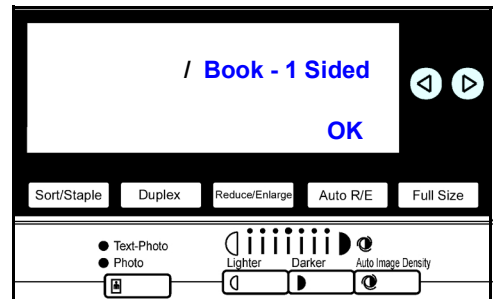 / Book - 1 Sided
OK
Sort/Staple Duplex Reduce/Enlarge Auto R/E Full Size
Text-Photo
Photo
Lighter Darker Auto Image Density